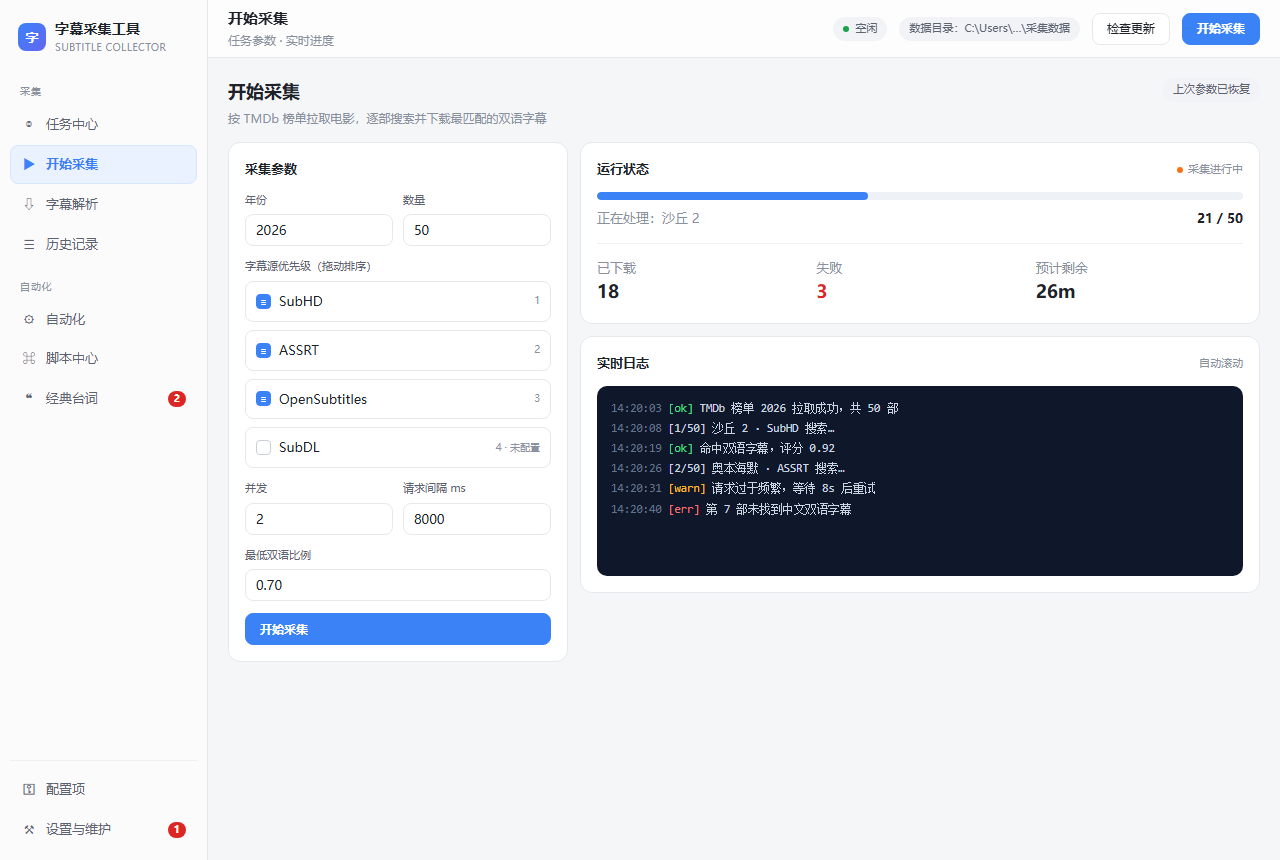 字 字幕采集工具
SUBTITLE COLLECTOR
采集
任务中心
开始采集
字幕解析
历史记录
自动化
自动化
脚本中心
经典台词 2
配置项
设置与维护 1
开始采集
任务参数 · 实时进度
空闲
数据目录：C:\Users\...\采集数据
检查更新
开始采集
开始采集
按 TMDb 榜单拉取电影，逐部搜索并下载最匹配的双语字幕
上次参数已恢复
采集参数
年份 数量
2026 50
字幕源优先级（拖动排序）
SubHD 1
ASSRT 2
OpenSubtitles 3
SubDL 4 · 未配置
并发 请求间隔 ms
2 8000
最低双语比例
0.70
开始采集
运行状态 采集进行中
正在处理：沙丘 2 21 / 50
已下载 失败 预计剩余
18 3 26m
实时日志 自动滚动
14:20:03 [ok] TMDb 榜单 2026 拉取成功，共 50 部
14:20:08 [1/50] 沙丘 2 · SubHD 搜索…
14:20:19 [ok] 命中双语字幕，评分 0.92
14:20:26 [2/50] 奥本海默 · ASSRT 搜索…
14:20:31 [warn] 请求过于频繁，等待 8s 后重试
14:20:40 [err] 第 7 部未找到中文双语字幕